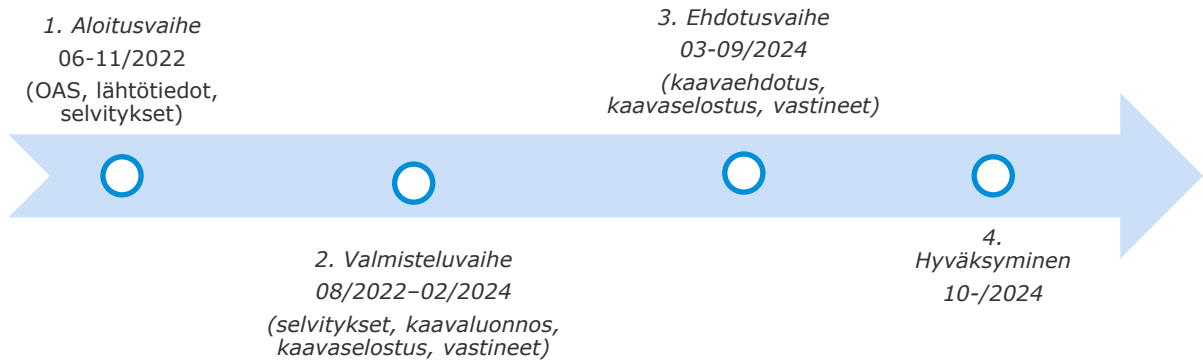 1. Aloitusvaihe
06-11/2022
(OAS, lähtötiedot,
selvitykset)
2. Valmisteluvaihe
08/2022–02/2024
(selvitykset, kaavaluonnos,
kaavaselostus, vastineet)
3. Ehdotusvaihe
03-09/2024
(kaavaehdotus,
kaavaselostus, vastineet)
4.
Hyväksyminen
10-/2024